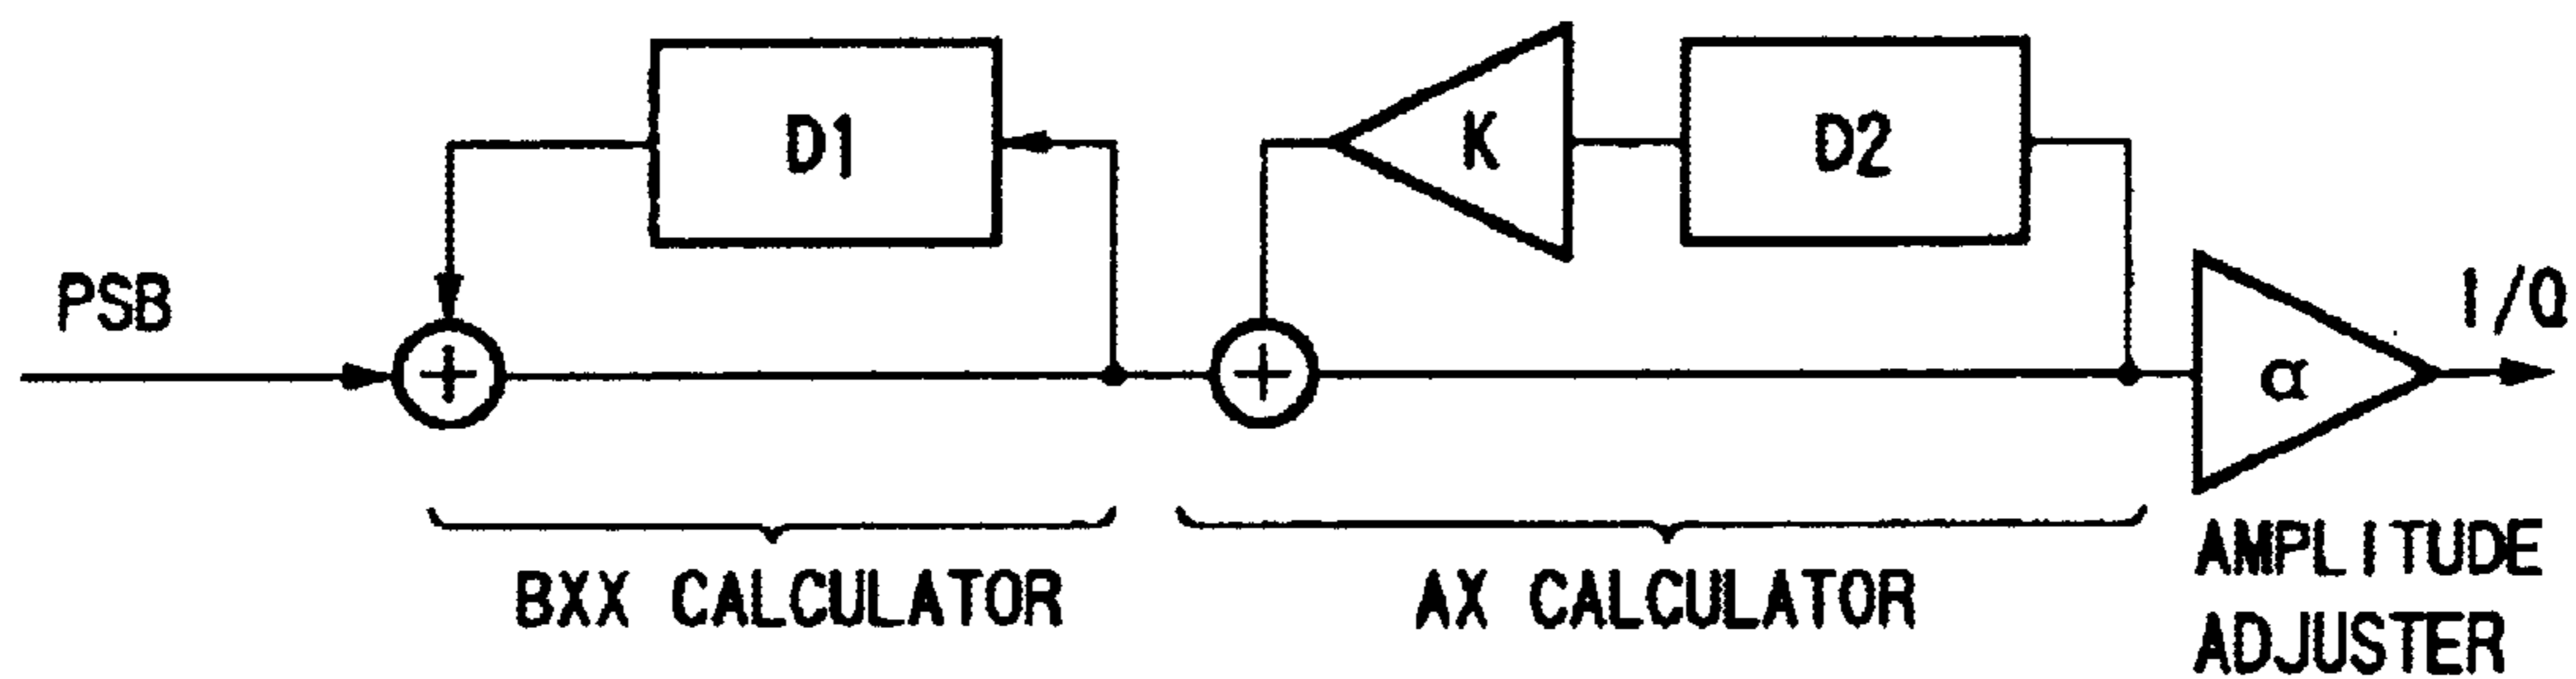 D1
K
D2
PSB
+
+
α
I/Q
BXX CALCULATOR
AX CALCULATOR
AMPLITUDE
ADJUSTER